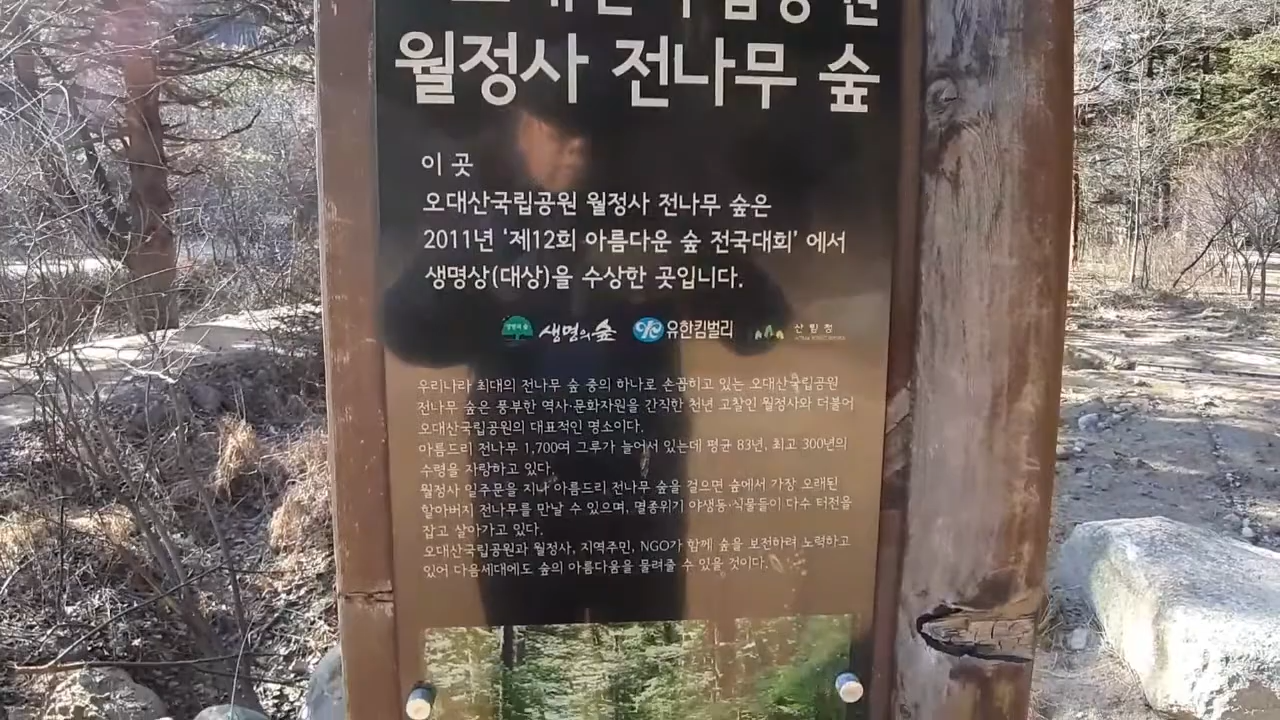 오대산국립공원
월정사 전나무 숲
이 곳
오대산국립공원 월정사 전나무 숲은
2011년 '제12회 아름다운 숲 전국대회' 에서
생명상(대상)을 수상한 곳입니다.
생명의 숲 생명의숲 유한킴벌리 산림청
우리나라 최대의 전나무 숲 중의 하나로 손꼽히고 있는 오대산국립공원
전나무 숲은 풍부한 역사·문화자원을 간직한 천년 고찰인 월정사와 더불어
오대산국립공원의 대표적인 명소이다.
아름드리 전나무 1,700여 그루가 늘어서 있는데 평균 83년, 최고 300년의
수령을 자랑하고 있다.
월정사 일주문을 지나 아름드리 전나무 숲을 걸으면 숲에서 가장 오래된
할아버지 전나무를 만날 수 있으며, 멸종위기 야생동·식물들이 다수 터전을
잡고 살아가고 있다.
오대산국립공원과 월정사, 지역주민, NGO가 함께 숲을 보전하려 노력하고
있어 다음세대에도 숲의 아름다움을 물려줄 수 있을 것이다.